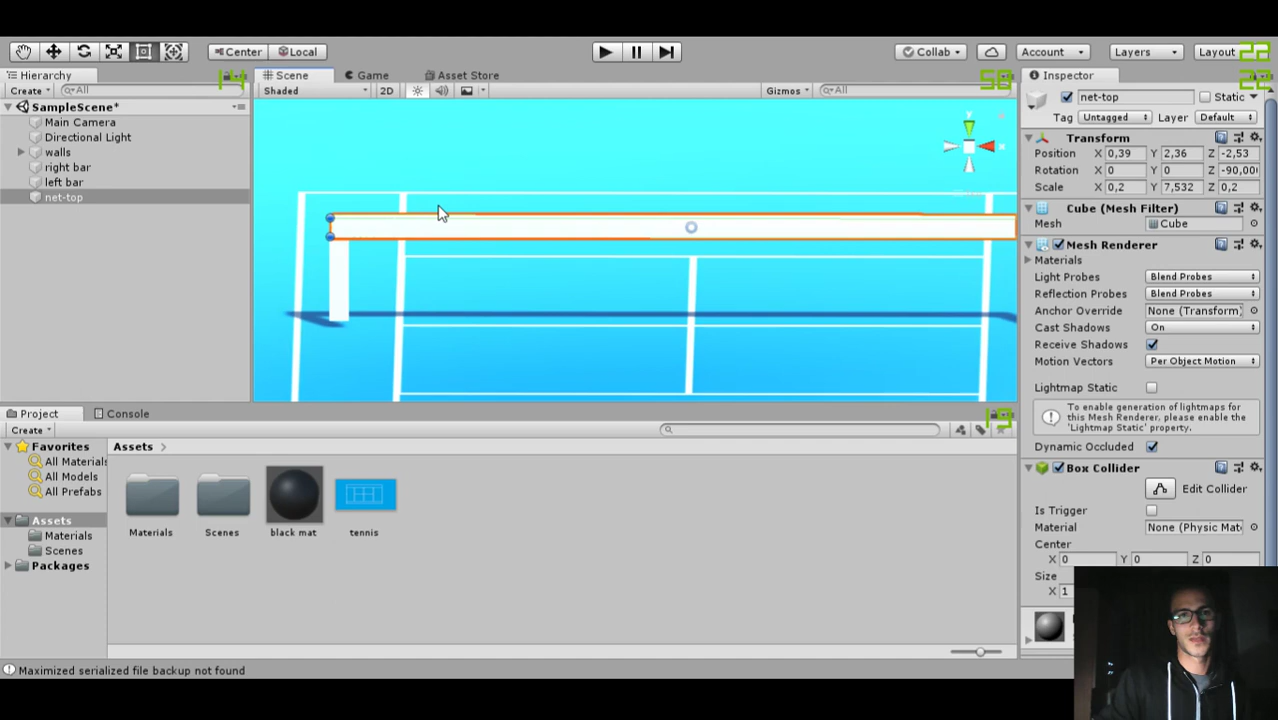 Center
Local
Collab
Account
Layers
Layout
22
Hierarchy
14
Scene
Game
Asset Store
22
Inspector
Create
All
Shaded
2D
Gizmos
All
58
net-top
Static
SampleScene*
Tag Untagged Layer Default
Main Camera
Directional Light
walls
right bar
left bar
net-top
Transform
Position X 0,39 Y 2,36 Z -2,53
Rotation X 0 Y 0 Z -90,00
Scale X 0,2 Y 7,532 Z 0,2
Cube (Mesh Filter)
Mesh Cube
Mesh Renderer
Materials
Light Probes Blend Probes
Reflection Probes Blend Probes
Anchor Override None (Transform)
Cast Shadows On
Receive Shadows
Motion Vectors Per Object Motion
Lightmap Static
To enable generation of lightmaps for
this Mesh Renderer, please enable the
'Lightmap Static' property.
Dynamic Occluded
Box Collider
Edit Collider
Is Trigger
Material None (Physic Mat
Center
X 0 Y 0 Z 0
Size
X 1
Project
Console
19
Create
Favorites
All Materials
All Models
All Prefabs
Assets
Materials
Scenes
Packages
Assets
Materials
Scenes
black mat
tennis
Maximized serialized file backup not found